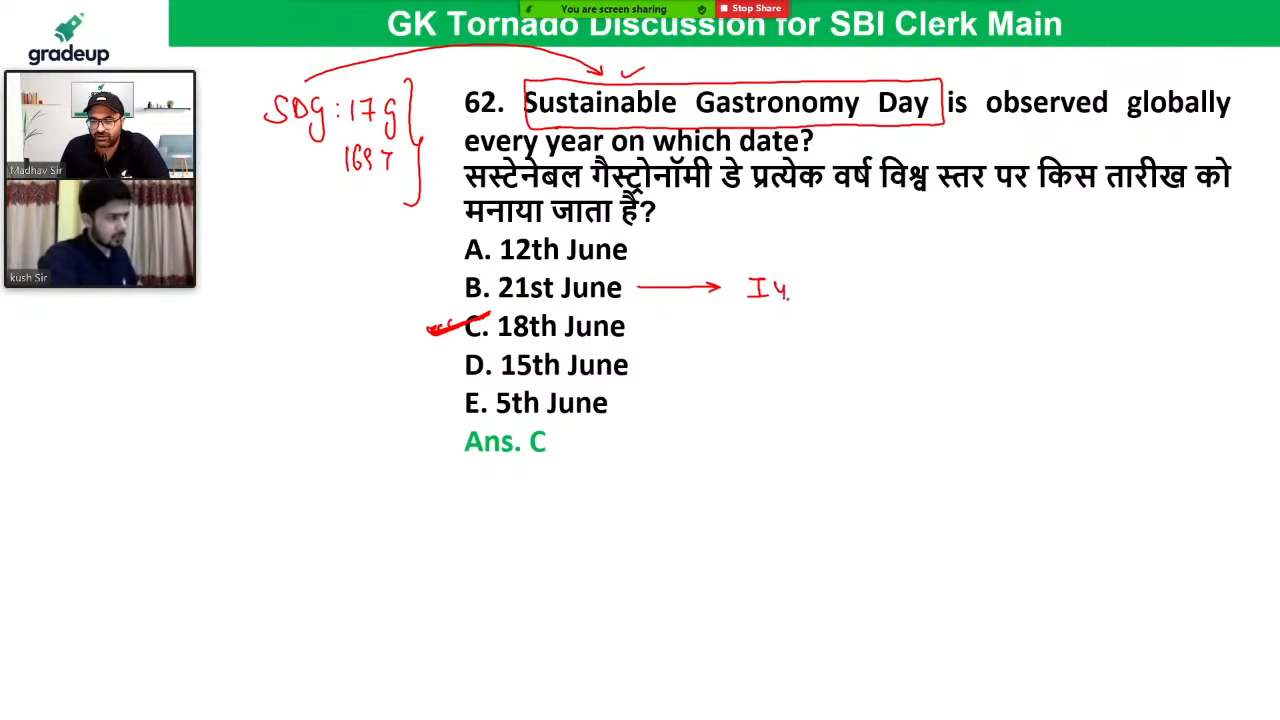 You are screen sharing
Stop Share
GK Tornado Discussion for SBI Clerk Main
gradeup
Madhav Sir
kush Sir
SDG: 17 G
169 T
62. Sustainable Gastronomy Day is observed globally
every year on which date?
सस्टेनेबल गैस्ट्रोनॉमी डे प्रत्येक वर्ष विश्व स्तर पर किस तारीख को
मनाया जाता है?
A. 12th June
B. 21st June
I Y
C. 18th June
D. 15th June
E. 5th June
Ans. C